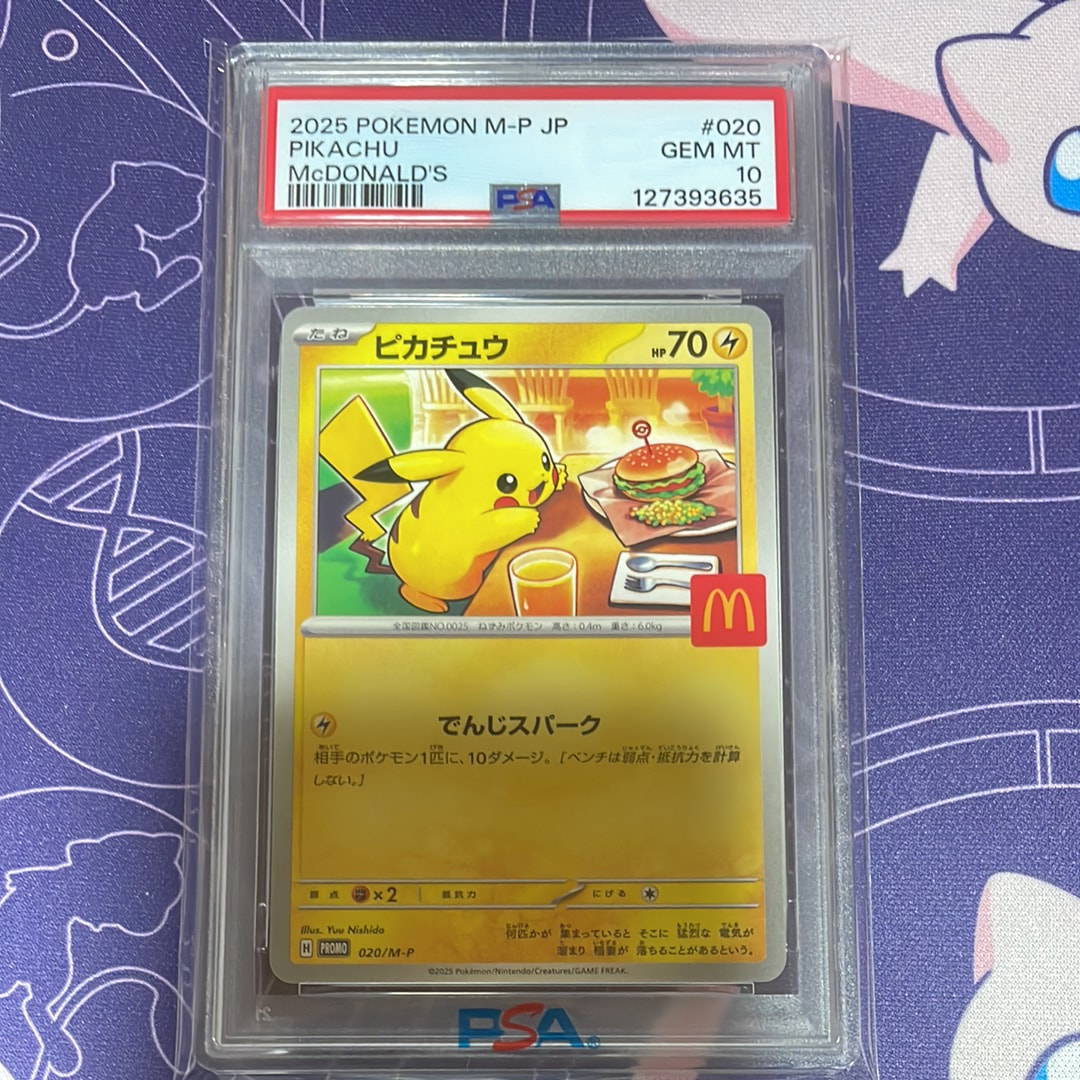 2025 POKEMON M-P JP #020
PIKACHU GEM MT
McDONALD'S 10
PSA 127393635
たね ピカチュウ HP 70
全国図鑑NO.0025 ねずみポケモン 高さ:0.4m 重さ:6.0kg
でんじスパーク
相手のポケモン1匹に、10ダメージ。[ベンチは弱点・抵抗力を計算
しない。]
弱点 ×2 抵抗力 にげる
Illus. Yuu Nishida
H PROMO 020/M-P
何匹かが 集まっていると そこに 猛烈な 電気が
溜まり 稲妻が 落ちることがあるという。
©2025 Pokémon/Nintendo/Creatures/GAME FREAK.
PSA